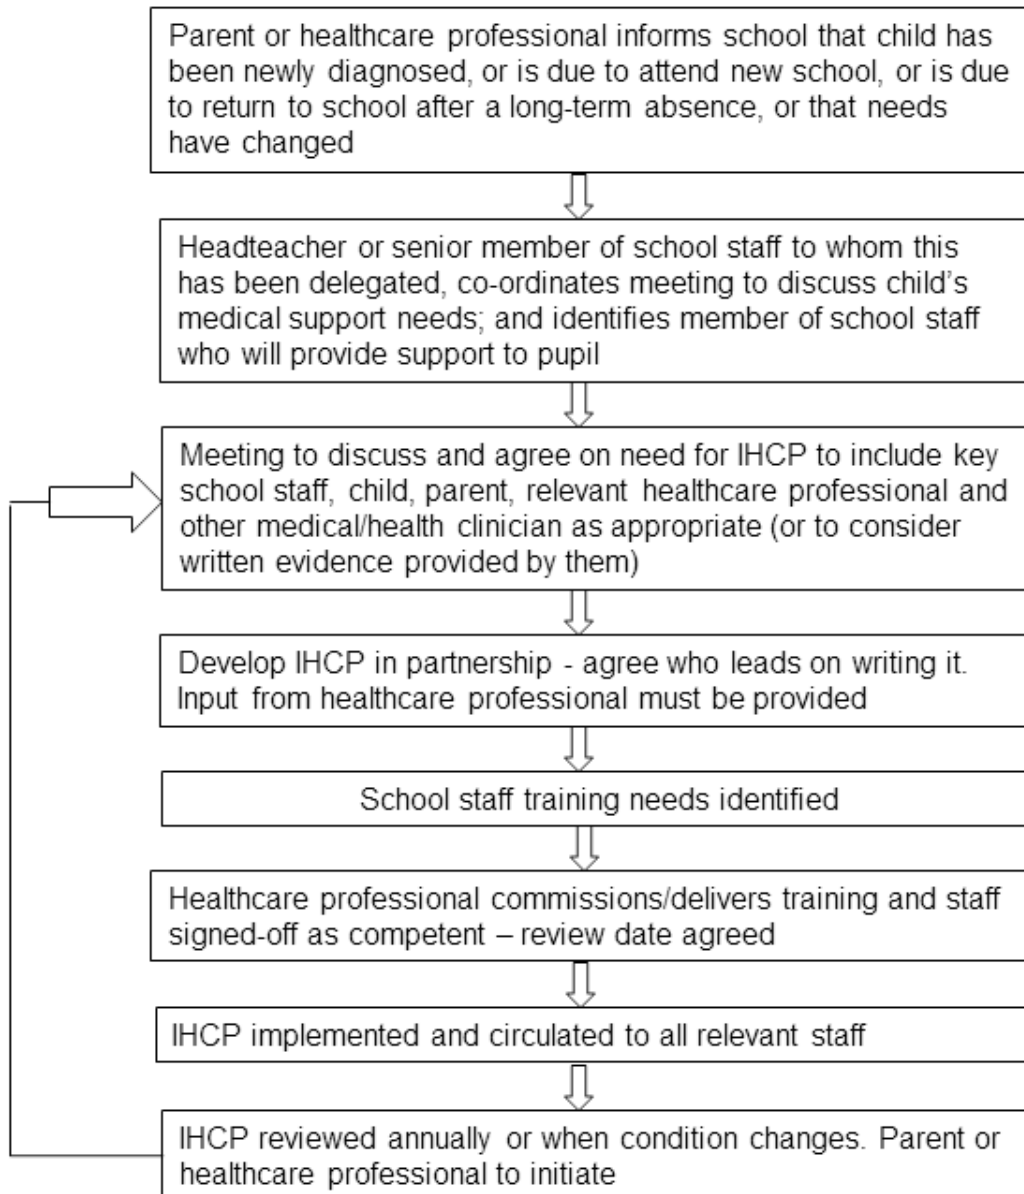 Parent or healthcare professional informs school that child has
been newly diagnosed, or is due to attend new school, or is due
to return to school after a long-term absence, or that needs
have changed
Headteacher or senior member of school staff to whom this
has been delegated, co-ordinates meeting to discuss child's
medical support needs; and identifies member of school staff
who will provide support to pupil
Meeting to discuss and agree on need for IHCP to include key
school staff, child, parent, relevant healthcare professional and
other medical/health clinician as appropriate (or to consider
written evidence provided by them)
Develop IHCP in partnership - agree who leads on writing it.
Input from healthcare professional must be provided
School staff training needs identified
Healthcare professional commissions/delivers training and staff
signed-off as competent – review date agreed
IHCP implemented and circulated to all relevant staff
IHCP reviewed annually or when condition changes. Parent or
healthcare professional to initiate